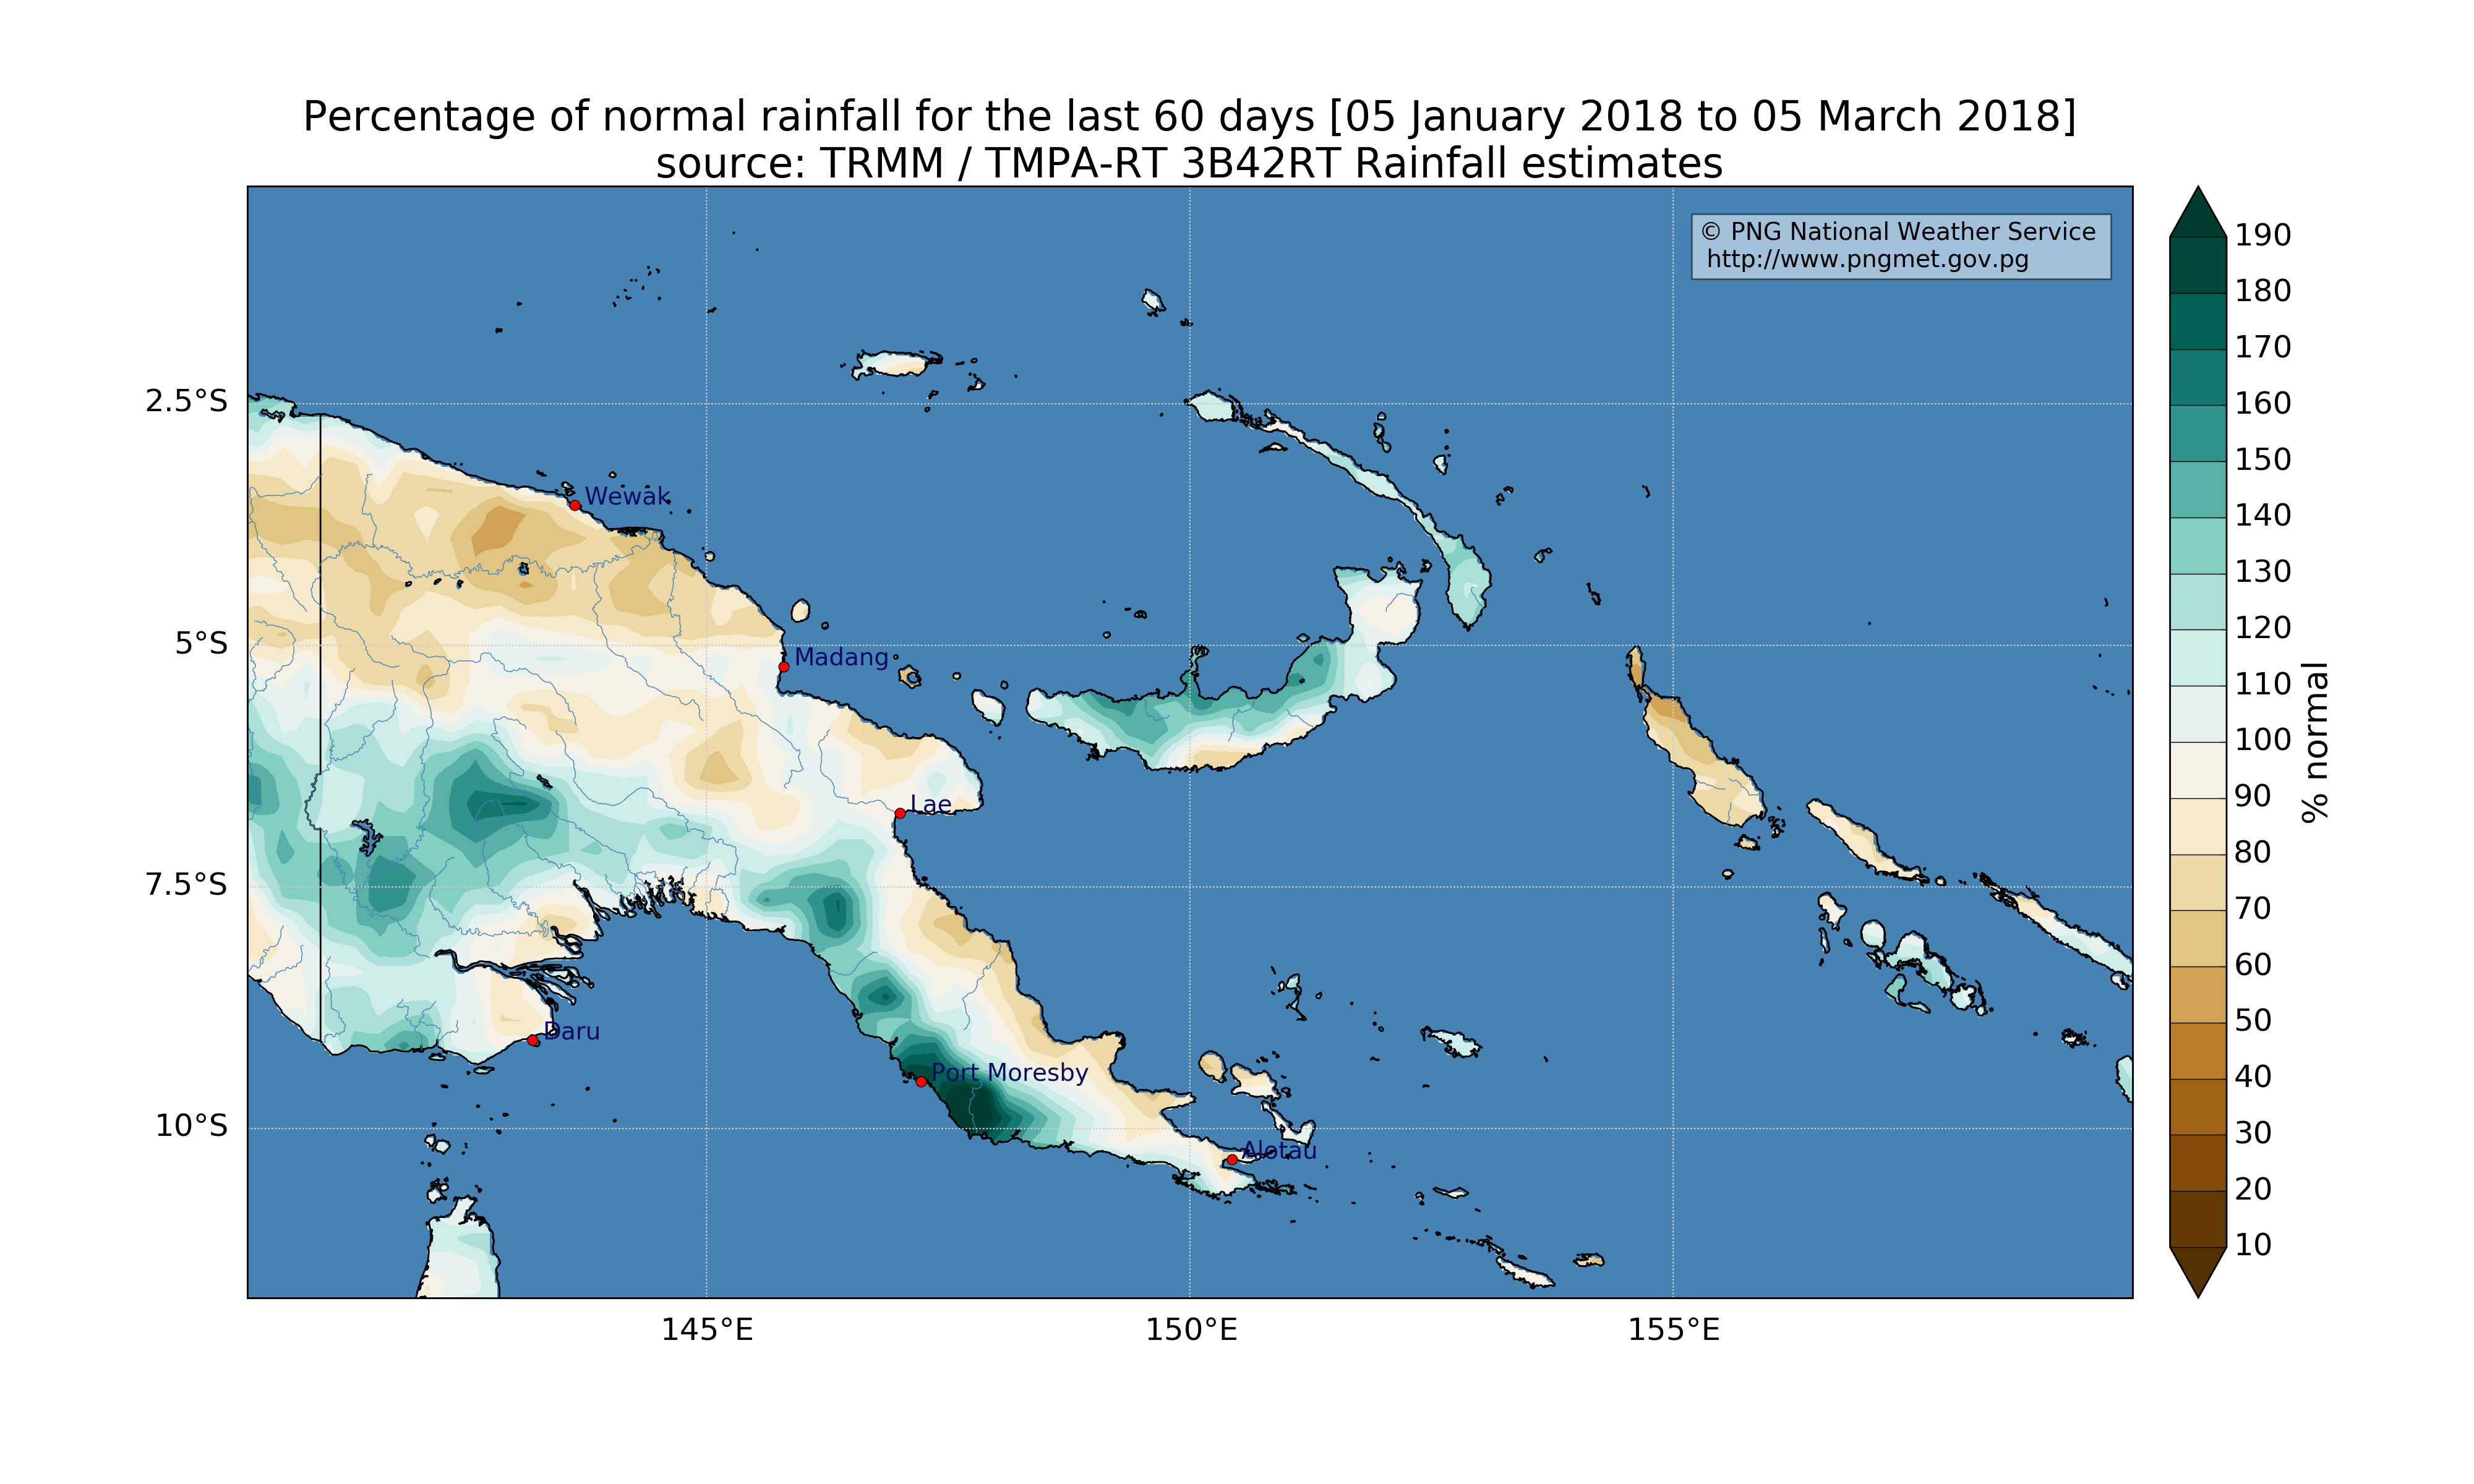 Percentage of normal rainfall for the last 60 days [05 January 2018 to 05 March 2018]
source: TRMM / TMPA-RT 3B42RT Rainfall estimates
© PNG National Weather Service
http://www.pngmet.gov.pg
2.5°S
5°S
7.5°S
10°S
145°E
150°E
155°E
Wewak
Madang
Lae
Daru
Port Moresby
Alotau
190
180
170
160
150
140
130
120
110
100
90
80
70
60
50
40
30
20
10
% normal